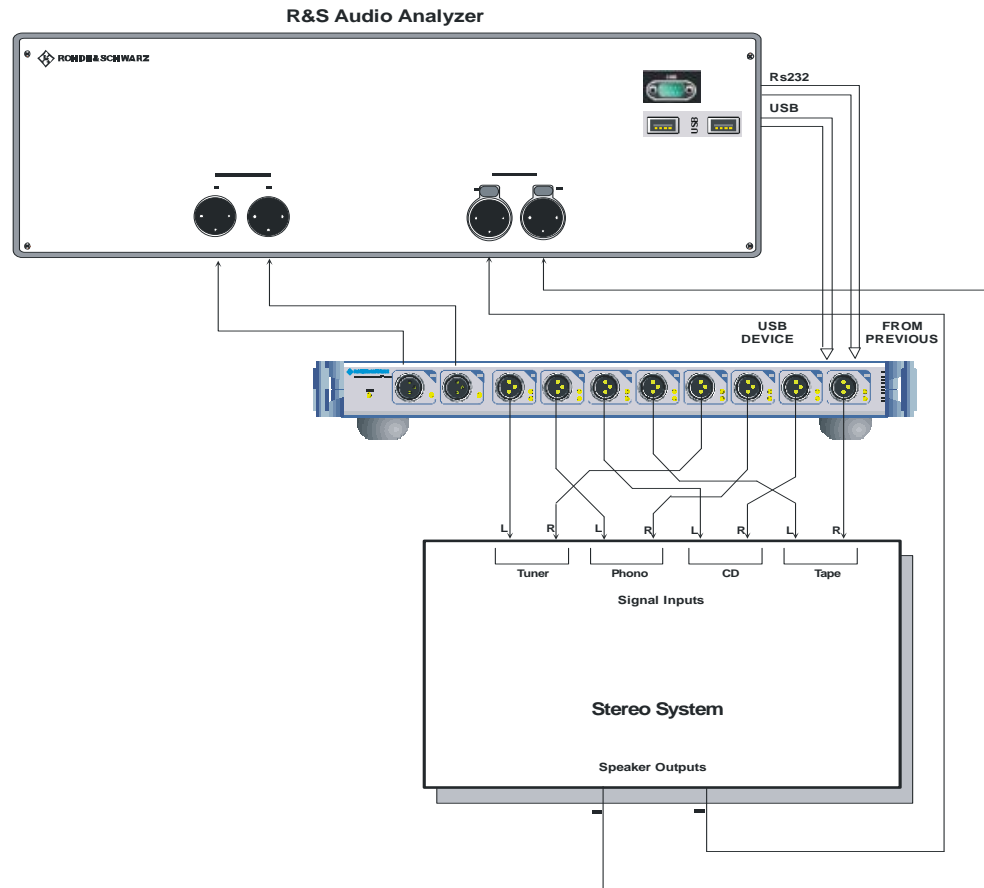 R&S Audio Analyzer
ROHDE & SCHWARZ
Rs232
USB
USB
USB DEVICE
FROM PREVIOUS
L R L R L R L R
Tuner Phono CD Tape
Signal Inputs
Stereo System
Speaker Outputs